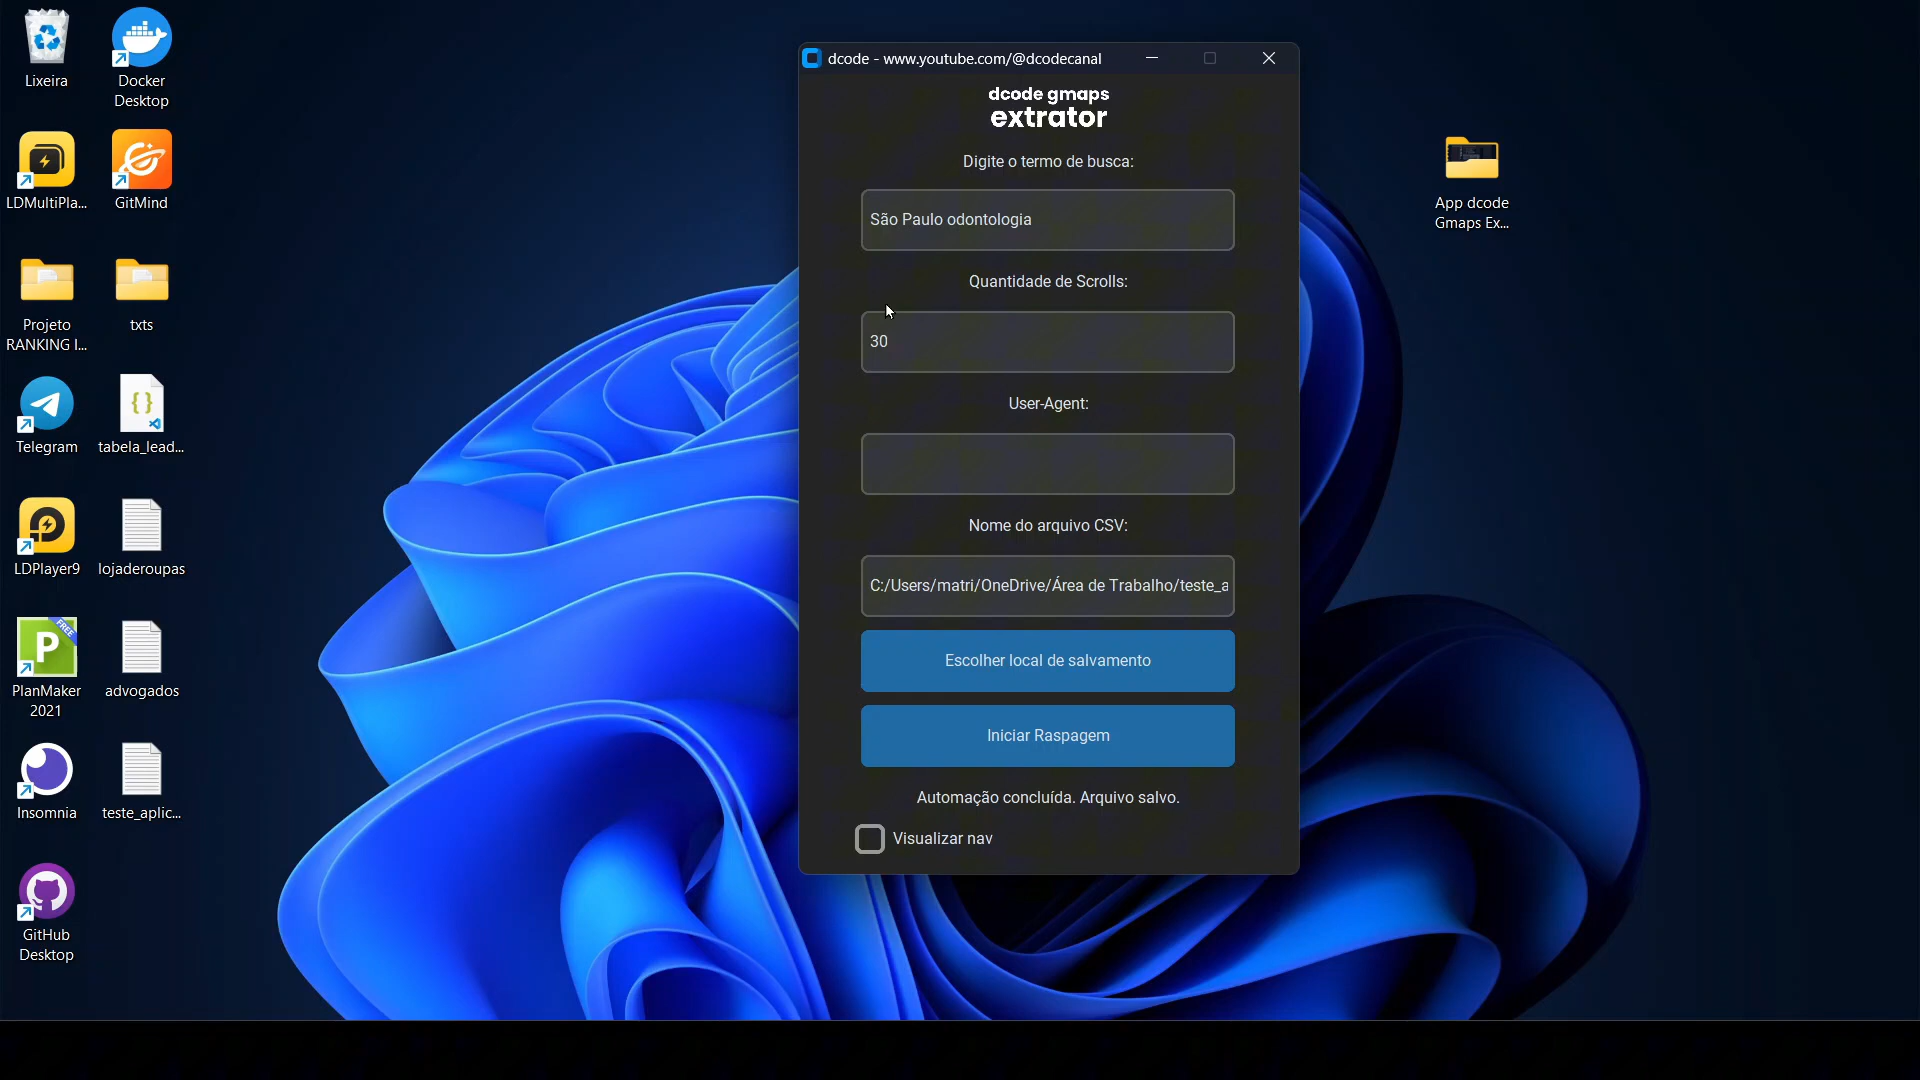 Lixeira
Docker
Desktop
LDMultiPla...
GitMind
Projeto
RANKING I...
txts
Telegram
tabela_lead...
LDPlayer9
lojaderoupas
FREE
P
PlanMaker
2021
advogados
Insomnia
teste_aplic...
GitHub
Desktop
dcode - www.youtube.com/@dcodecanal
dcode gmaps
extrator
Digite o termo de busca:
São Paulo odontologia
Quantidade de Scrolls:
30
User-Agent:
Nome do arquivo CSV:
C:/Users/matri/OneDrive/Área de Trabalho/teste_a
Escolher local de salvamento
Iniciar Raspagem
Automação concluída. Arquivo salvo.
Visualizar nav
App dcode
Gmaps Ex...